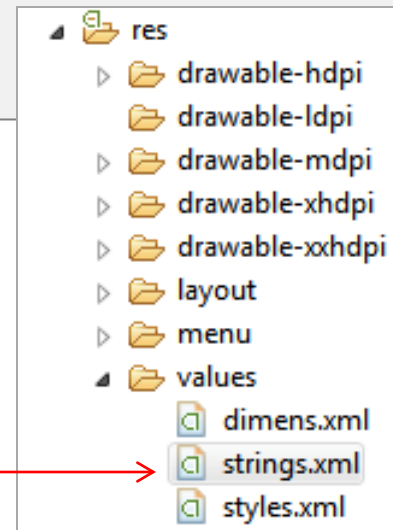 res
drawable-hdpi
drawable-ldpi
drawable-mdpi
drawable-xhdpi
drawable-xxhdpi
layout
menu
values
dimens.xml
strings.xml
styles.xml